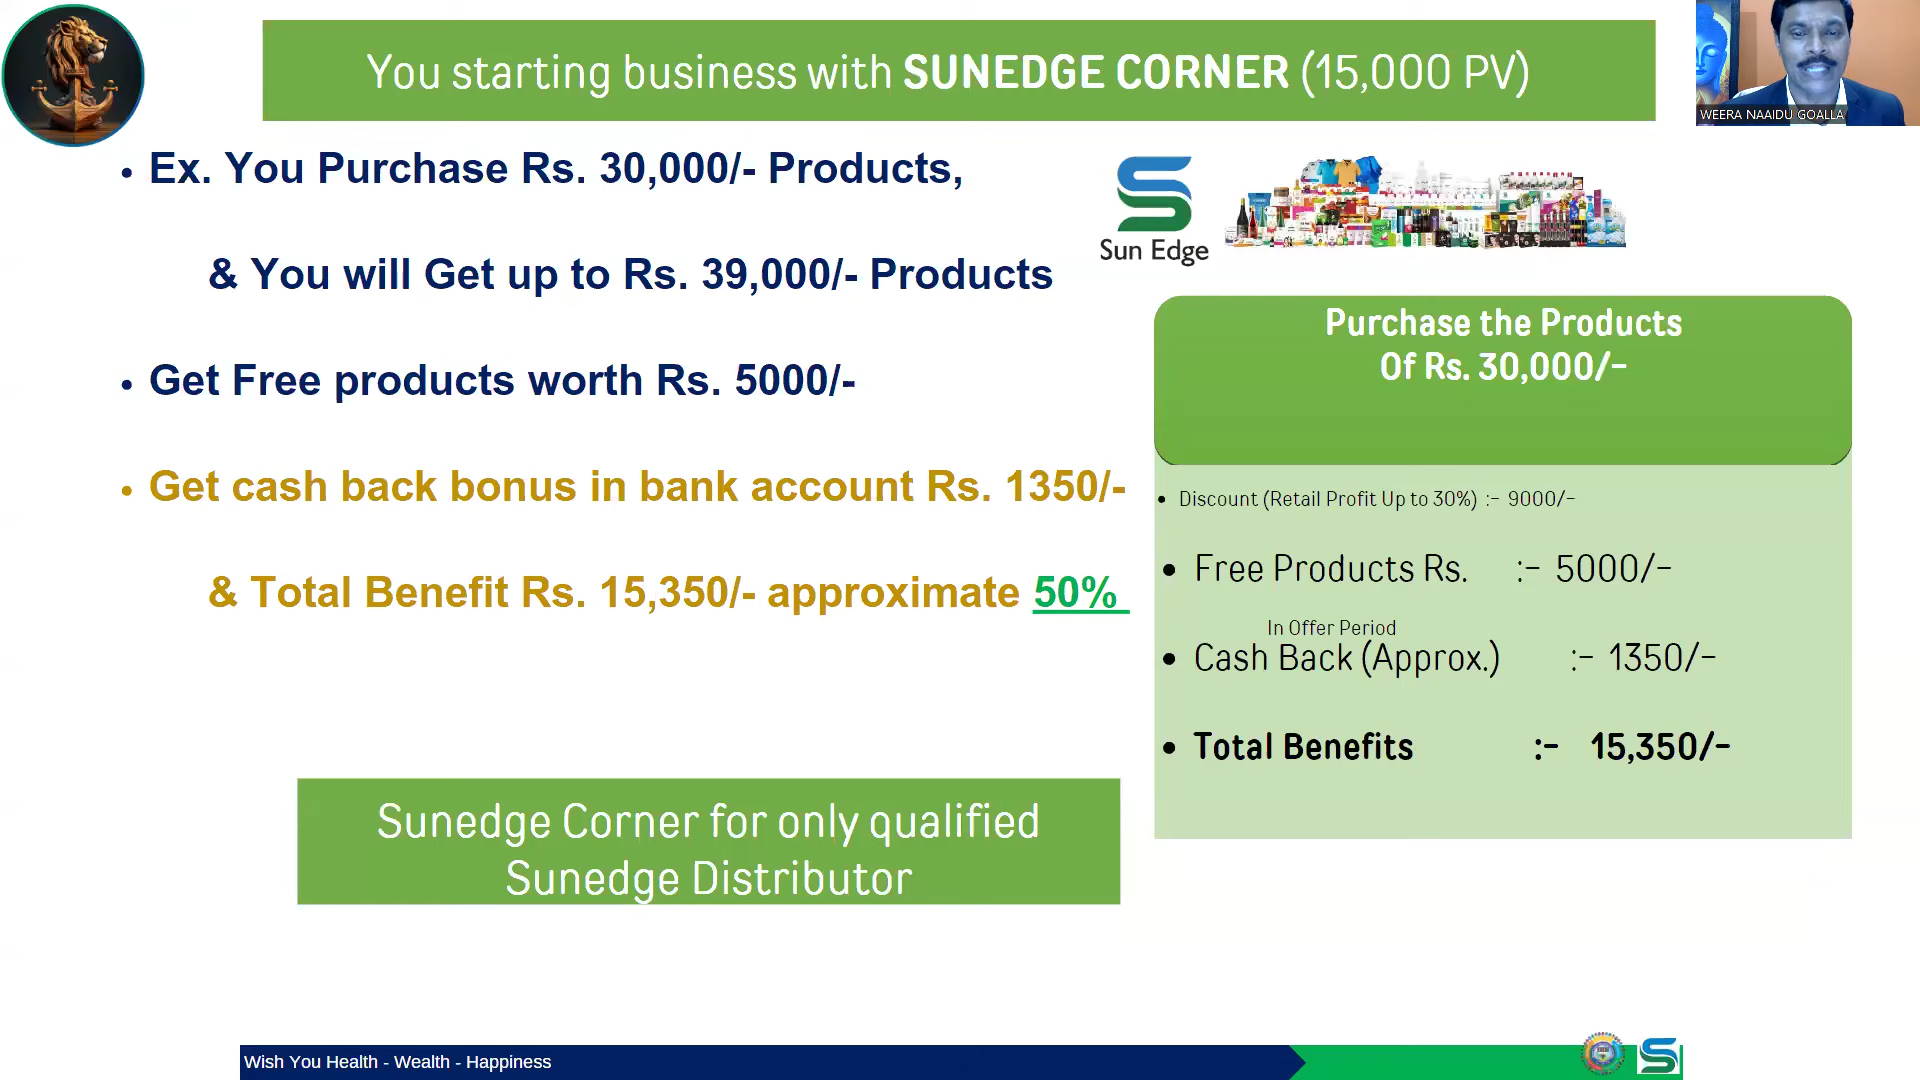 You starting business with SUNEDGE CORNER (15,000 PV)
WEERA NAAIDU GOALLA
• Ex. You Purchase Rs. 30,000/- Products,
& You will Get up to Rs. 39,000/- Products
• Get Free products worth Rs. 5000/-
• Get cash back bonus in bank account Rs. 1350/-
& Total Benefit Rs. 15,350/- approximate 50%
Sunedge Corner for only qualified
Sunedge Distributor
Sun Edge
Purchase the Products
Of Rs. 30,000/-
• Discount (Retail Profit Up to 30%) :- 9000/-
• Free Products Rs. :- 5000/-
In Offer Period
• Cash Back (Approx.) :- 1350/-
• Total Benefits :- 15,350/-
Wish You Health - Wealth - Happiness